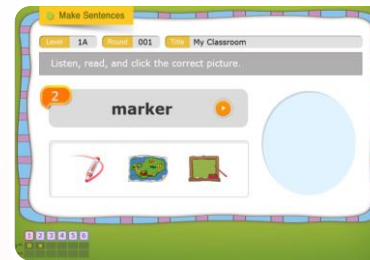 Make Sentences
Level 1A Round 001 Title My Classroom
Listen, read, and click the correct picture.
2
marker
1 2 3 4 5 6